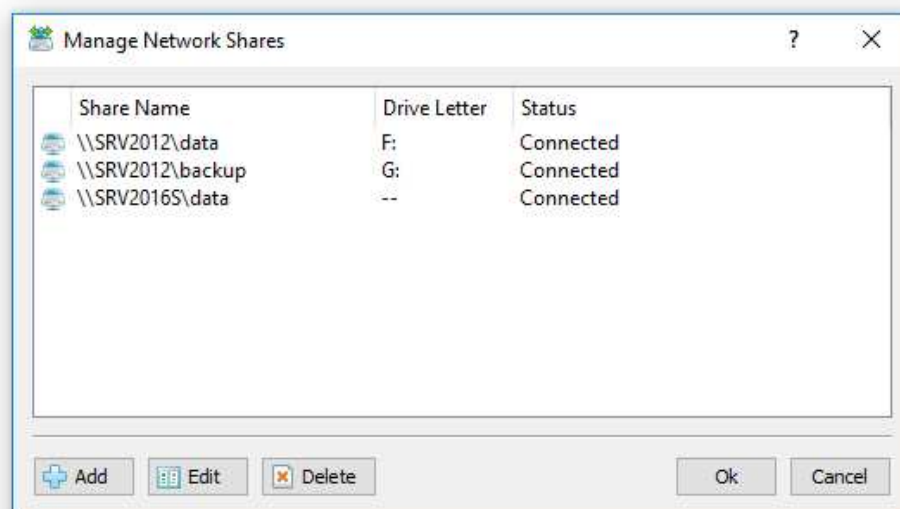 Manage Network Shares ? X
Share Name Drive Letter Status
\\SRV2012\data F: Connected
\\SRV2012\backup G: Connected
\\SRV2016S\data -- Connected
Add Edit Delete Ok Cancel